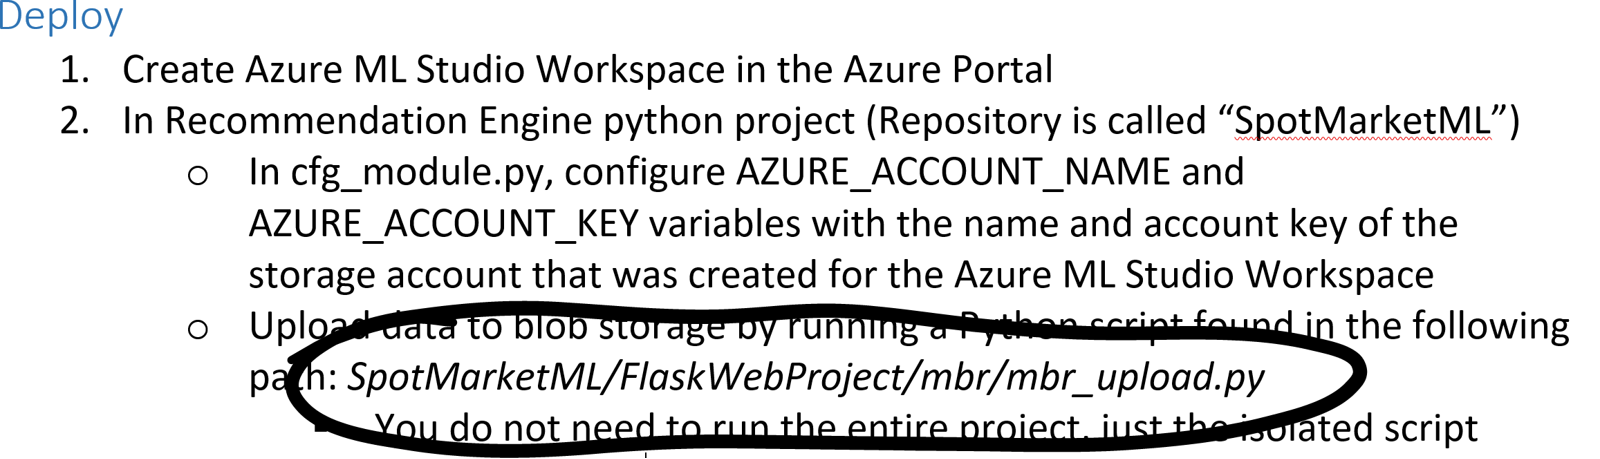 Deploy
1. Create Azure ML Studio Workspace in the Azure Portal
2. In Recommendation Engine python project (Repository is called “SpotMarketML”)
○ In cfg_module.py, configure AZURE_ACCOUNT_NAME and
AZURE_ACCOUNT_KEY variables with the name and account key of the
storage account that was created for the Azure ML Studio Workspace
○ Upload data to blob storage by running a Python script found in the following
path: SpotMarketML/FlaskWebProject/mbr/mbr_upload.py
▪ You do not need to run the entire project, just the isolated script